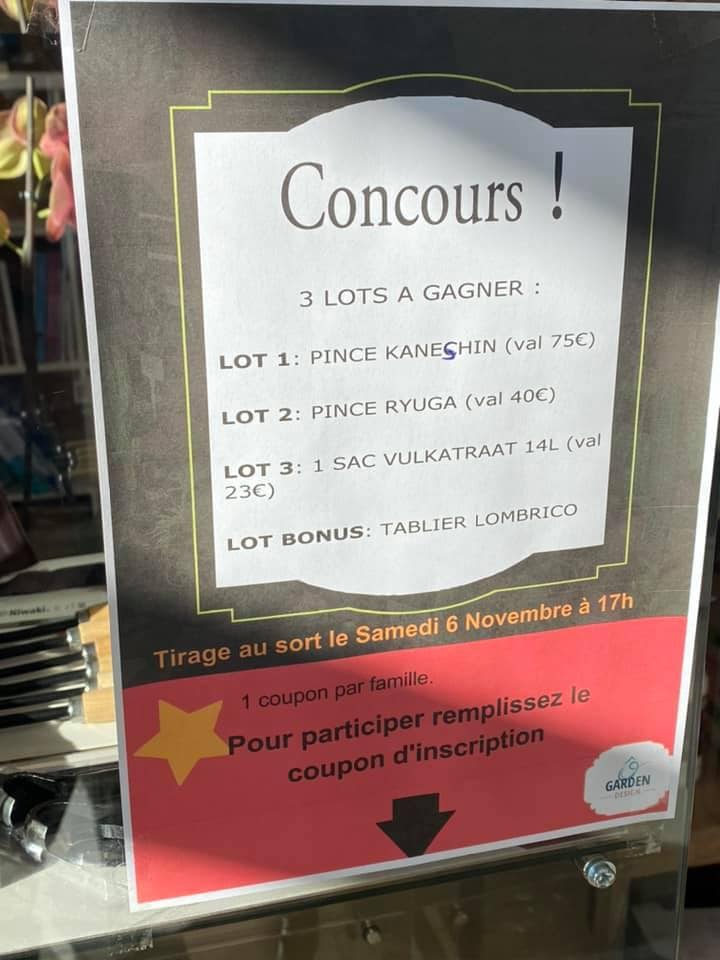 Concours !
3 LOTS A GAGNER :
LOT 1: PINCE KANESHIN (val 75€)
LOT 2: PINCE RYUGA (val 40€)
LOT 3: 1 SAC VULKATRAAT 14L (val
23€)
LOT BONUS: TABLIER LOMBRICO
Tirage au sort le Samedi 6 Novembre à 17h
1 coupon par famille.
Pour participer remplissez le
coupon d'inscription
GARDEN
DESIGN
Niwaki